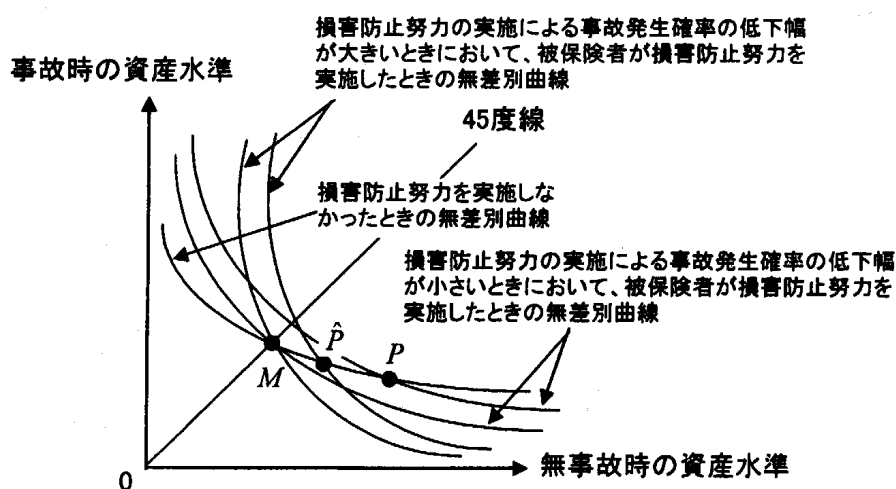 損害防止努力の実施による事故発生確率の低下幅
が大きいときにおいて、被保険者が損害防止努力を
実施したときの無差別曲線
事故時の資産水準
45度線
損害防止努力を実施しな
かったときの無差別曲線
損害防止努力の実施による事故発生確率の低下幅
が小さいときにおいて、被保険者が損害防止努力を
実施したときの無差別曲線
P̂
P
M
0
無事故時の資産水準